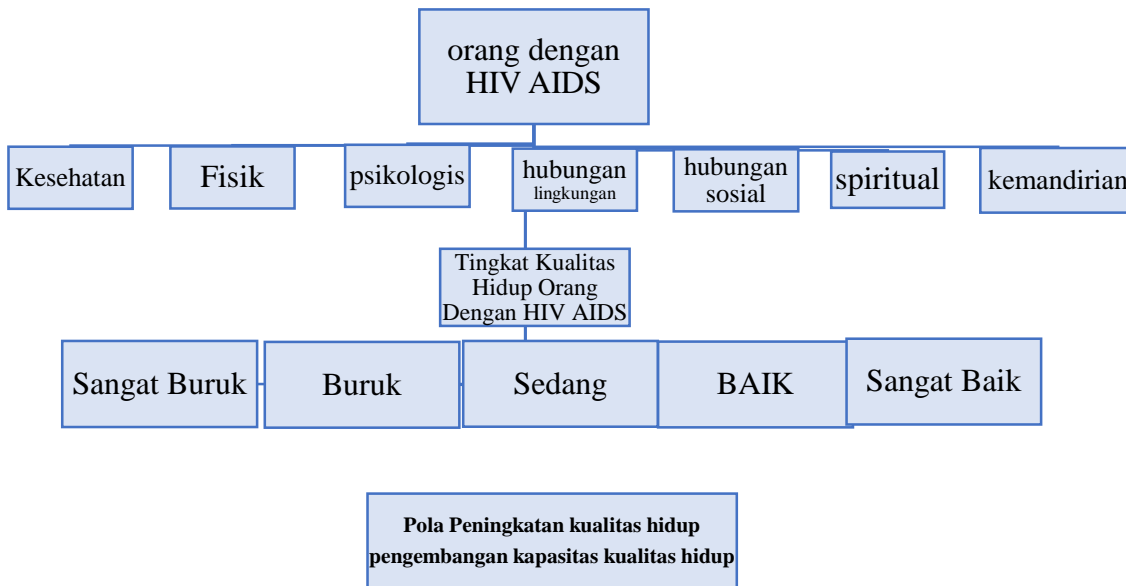 orang dengan
HIV AIDS
Kesehatan
Fisik
psikologis
hubungan
lingkungan
hubungan
sosial
spiritual
kemandirian
Tingkat Kualitas
Hidup Orang
Dengan HIV AIDS
Sangat Buruk
Buruk
Sedang
BAIK
Sangat Baik
Pola Peningkatan kualitas hidup
pengembangan kapasitas kualitas hidup